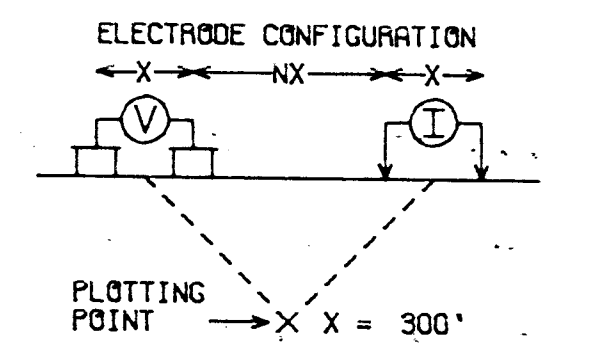 ELECTRODE CONFIGURATION
X NX X
V I
PLOTTING
POINT X X = 300'